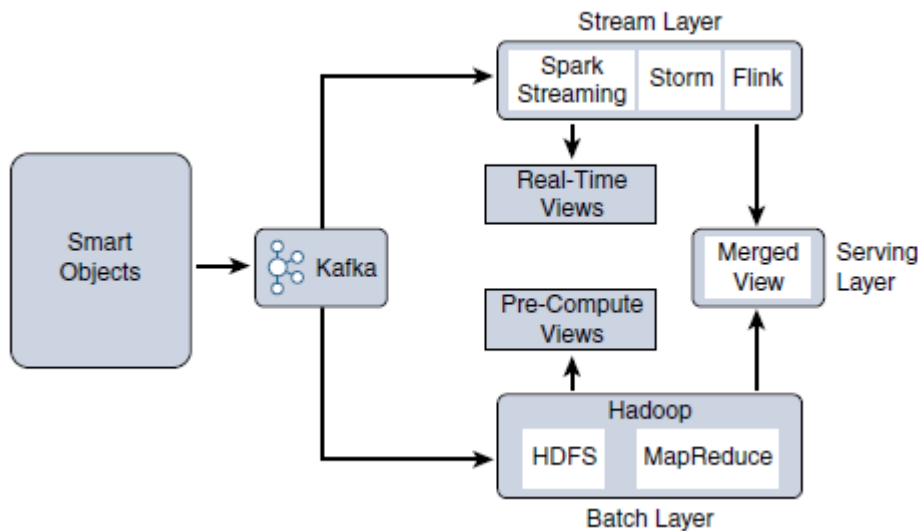 Stream Layer
Spark
Streaming
Storm
Flink
Real-Time
Views
Smart
Objects
Kafka
Merged
View
Serving
Layer
Pre-Compute
Views
Hadoop
HDFS
MapReduce
Batch Layer